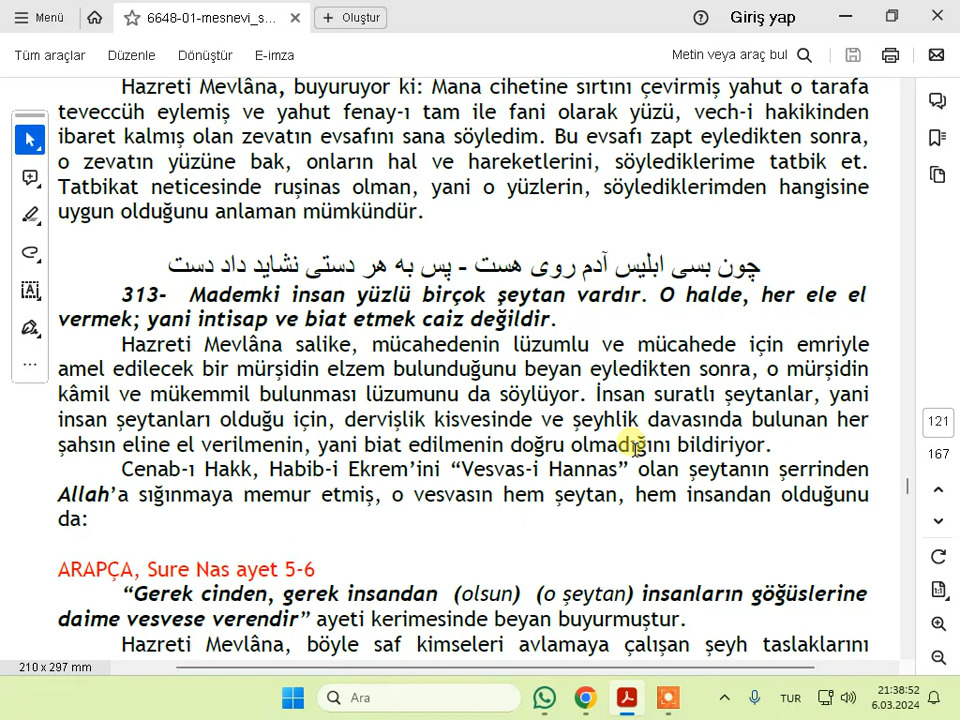 Menü
6648-01-mesnevi_s...
Oluştur
Giriş yap
Tüm araçlar
Düzenle
Dönüştür
E-imza
Metin veya araç bul
Hazreti Mevlâna, buyuruyor ki: Mana cihetine sırtını çevirmiş yahut o tarafa
teveccüh eylemiş ve yahut fenay-ı tam ile fani olarak yüzü, vech-i hakikinden
ibaret kalmış olan zevatın evsafını sana söyledim. Bu evsafı zapt eyledikten sonra,
o zevatın yüzüne bak, onların hal ve hareketlerini, söylediklerime tatbik et.
Tatbikat neticesinde ruşinas olman, yani o yüzlerin, söylediklerimden hangisine
uygun olduğunu anlaman mümkündür.
چون بسی ابلیس آدم روی هست - پس به هر دستی نشاید داد دست
313- Mademki insan yüzlü birçok şeytan vardır. O halde, her ele el
vermek; yani intisap ve biat etmek caiz değildir.
Hazreti Mevlâna salike, mücahedenin lüzumlu ve mücahede için emriyle
amel edilecek bir mürşidin elzem bulunduğunu beyan eyledikten sonra, o mürşidin
kâmil ve mükemmil bulunması lüzumunu da söylüyor. İnsan suratlı şeytanlar, yani
insan şeytanları olduğu için, dervişlik kisvesinde ve şeyhlik davasında bulunan her
şahsın eline el verilmenin, yani biat edilmenin doğru olmadığını bildiriyor.
Cenab-ı Hakk, Habib-i Ekrem’ini “Vesvas-i Hannas” olan şeytanın şerrinden
Allah’a sığınmaya memur etmiş, o vesvasın hem şeytan, hem insandan olduğunu
da:
ARAPÇA, Sure Nas ayet 5-6
“Gerek cinden, gerek insandan (olsun) (o şeytan) insanların göğüslerine
daime vesvese verendir” ayeti kerimesinde beyan buyurmuştur.
Hazreti Mevlâna, böyle saf kimseleri avlamaya çalışan şeyh taslaklarını
121
167
210 x 297 mm
Ara
TUR
21:38:52
6.03.2024